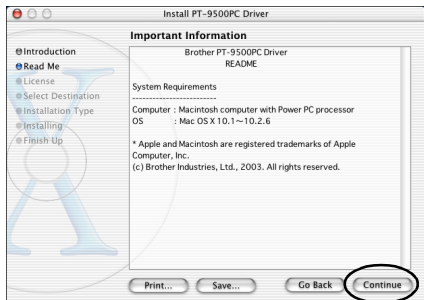 Install PT-9500PC Driver
Important Information
Introduction
Read Me
License
Select Destination
Installation Type
Installing
Finish Up
Brother PT-9500PC Driver
README
System Requirements
--------------------------
Computer : Macintosh computer with Power PC processor
OS : Mac OS X 10.1~10.2.6
* Apple and Macintosh are registered trademarks of Apple
Computer, Inc.
(c) Brother Industries, Ltd., 2003. All rights reserved.
Print... Save... Go Back Continue